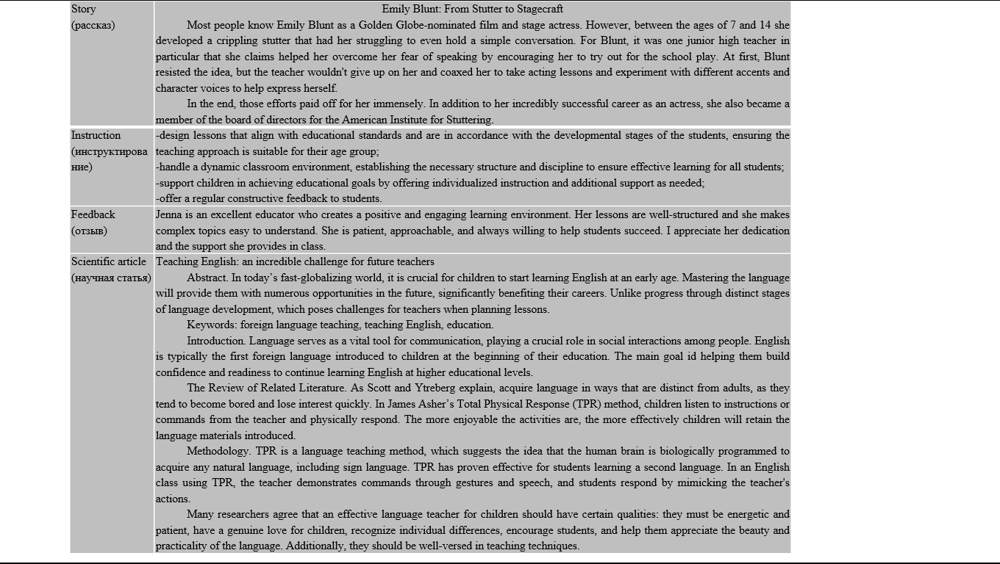 Story
(рассказ)
Emily Blunt: From Stutter to Stagecraft
Most people know Emily Blunt as a Golden Globe-nominated film and stage actress. However, between the ages of 7 and 14 she
developed a crippling stutter that had her struggling to even hold a simple conversation. For Blunt, it was one junior high teacher in
particular that she claims helped her overcome her fear of speaking by encouraging her to try out for the school play. At first, Blunt
resisted the idea, but the teacher wouldn't give up on her and coaxed her to take acting lessons and experiment with different accents and
character voices to help express herself.
In the end, those efforts paid off for her immensely. In addition to her incredibly successful career as an actress, she also became a
member of the board of directors for the American Institute for Stuttering.
Instruction
(инструктирова
ние)
-design lessons that align with educational standards and are in accordance with the developmental stages of the students, ensuring the
teaching approach is suitable for their age group;
-handle a dynamic classroom environment, establishing the necessary structure and discipline to ensure effective learning for all students;
-support children in achieving educational goals by offering individualized instruction and additional support as needed;
-offer a regular constructive feedback to students.
Feedback
(отзыв)
Jenna is an excellent educator who creates a positive and engaging learning environment. Her lessons are well-structured and she makes
complex topics easy to understand. She is patient, approachable, and always willing to help students succeed. I appreciate her dedication
and the support she provides in class.
Scientific article
(научная статья)
Teaching English: an incredible challenge for future teachers
Abstract. In today’s fast-globalizing world, it is crucial for children to start learning English at an early age. Mastering the language
will provide them with numerous opportunities in the future, significantly benefiting their careers. Unlike progress through distinct stages
of language development, which poses challenges for teachers when planning lessons.
Keywords: foreign language teaching, teaching English, education.
Introduction. Language serves as a vital tool for communication, playing a crucial role in social interactions among people. English
is typically the first foreign language introduced to children at the beginning of their education. The main goal id helping them build
confidence and readiness to continue learning English at higher educational levels.
The Review of Related Literature. As Scott and Ytreberg explain, acquire language in ways that are distinct from adults, as they
tend to become bored and lose interest quickly. In James Asher’s Total Physical Response (TPR) method, children listen to instructions or
commands from the teacher and physically respond. The more enjoyable the activities are, the more effectively children will retain the
language materials introduced.
Methodology. TPR is a language teaching method, which suggests the idea that the human brain is biologically programmed to
acquire any natural language, including sign language. TPR has proven effective for students learning a second language. In an English
class using TPR, the teacher demonstrates commands through gestures and speech, and students respond by mimicking the teacher's
actions.
Many researchers agree that an effective language teacher for children should have certain qualities: they must be energetic and
patient, have a genuine love for children, recognize individual differences, encourage students, and help them appreciate the beauty and
practicality of the language. Additionally, they should be well-versed in teaching techniques.